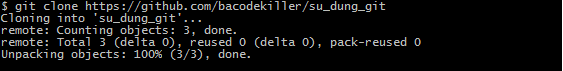 $ git clone https://github.com/bacodekiller/su_dung_git
Cloning into 'su_dung_git'...
remote: Counting objects: 3, done.
remote: Total 3 (delta 0), reused 0 (delta 0), pack-reused 0
Unpacking objects: 100% (3/3), done.